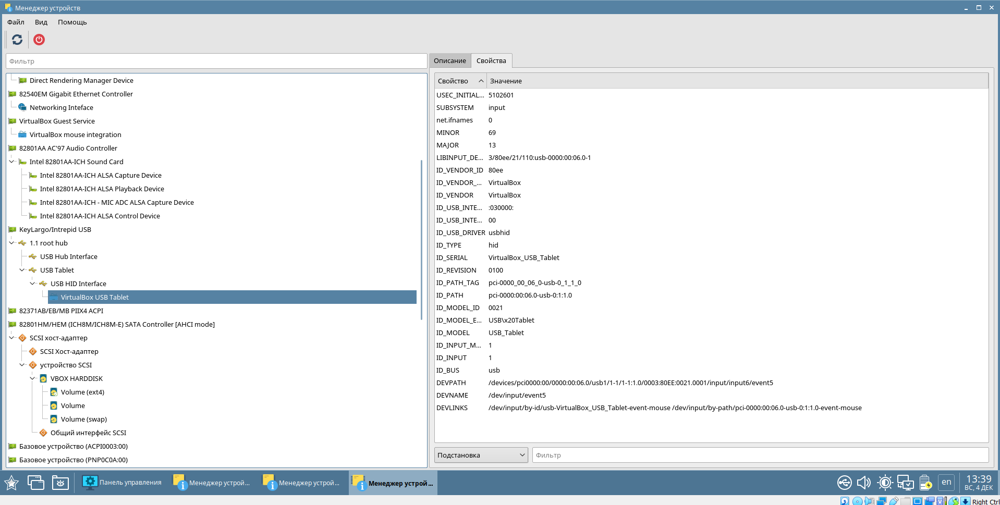 Менеджер устройств
Файл Вид Помощь
Фильтр
Direct Rendering Manager Device
82540EM Gigabit Ethernet Controller
Networking Inteface
VirtualBox Guest Service
VirtualBox mouse integration
82801AA AC'97 Audio Controller
Intel 82801AA-ICH Sound Card
Intel 82801AA-ICH ALSA Capture Device
Intel 82801AA-ICH ALSA Playback Device
Intel 82801AA-ICH - MIC ADC ALSA Capture Device
Intel 82801AA-ICH ALSA Control Device
KeyLargo/Intrepid USB
1.1 root hub
USB Hub Interface
USB Tablet
USB HID Interface
VirtualBox USB Tablet
82371AB/EB/MB PIIX4 ACPI
82801HM/HEM (ICH8M/ICH8M-E) SATA Controller [AHCI mode]
SCSI хост-адаптер
SCSI Хост-адаптер
устройство SCSI
VBOX HARDDISK
Volume (ext4)
Volume
Volume (swap)
Общий интерфейс SCSI
Базовое устройство (ACPI0003:00)
Базовое устройство (PNP0C0A:00)
Описание Свойства
Свойство Значение
USEC_INITIAL... 5102601
SUBSYSTEM input
net.ifnames 0
MINOR 69
MAJOR 13
LIBINPUT_DE... 3/80ee/21/110:usb-0000:00:06.0-1
ID_VENDOR_ID 80ee
ID_VENDOR_... VirtualBox
ID_VENDOR VirtualBox
ID_USB_INTE... :030000:
ID_USB_INTE... 00
ID_USB_DRIVER usbhid
ID_TYPE hid
ID_SERIAL VirtualBox_USB_Tablet
ID_REVISION 0100
ID_PATH_TAG pci-0000_00_06_0-usb-0_1_1_0
ID_PATH pci-0000:00:06.0-usb-0:1:1.0
ID_MODEL_ID 0021
ID_MODEL_E... USB\x20Tablet
ID_MODEL USB_Tablet
ID_INPUT_M... 1
ID_INPUT 1
ID_BUS usb
DEVPATH /devices/pci0000:00/0000:00:06.0/usb1/1-1/1-1:1.0/0003:80EE:0021.0001/input/input6/event5
DEVNAME /dev/input/event5
DEVLINKS /dev/input/by-id/usb-VirtualBox_USB_Tablet-event-mouse /dev/input/by-path/pci-0000:00:06.0-usb-0:1:1.0-event-mouse
Подстановка Фильтр
Панель управления Менеджер устрой... Менеджер устрой... Менеджер устрой... en 13:39
ВС, 4 ДЕК
Right Ctrl